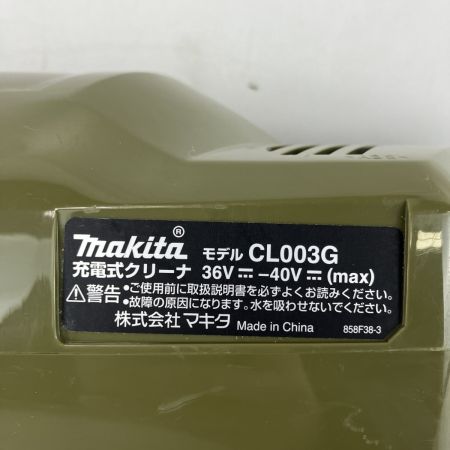 makita® モデル CL003G
充電式クリーナ 36V⎓–40V⎓(max)
⚠警告 •ご使用前に取扱説明書を必ずよくお読みください。
•故障の原因になります。水を吸わせないでください。
株式会社 マキタ Made in China 858F38-3